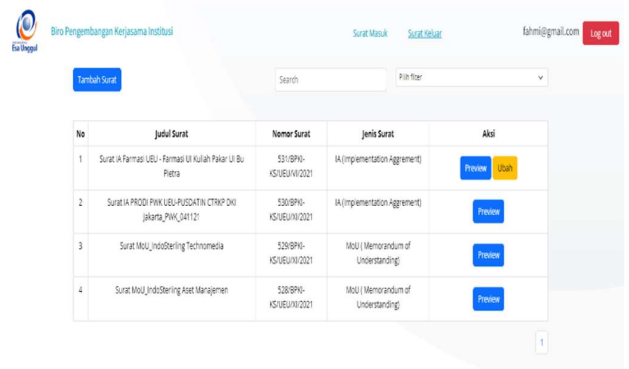 Esa Unggul
Biro Pengembangan Kerjasama Institusi
Surat Masuk
Surat Keluar
fahmi@gmail.com
Log out
Tambah Surat
Search
Pilih filter
No Judul Surat Nomor Surat Jenis Surat Aksi
1 Surat IA Farmasi UEU - Farmasi UI Kuliah Pakar UI Bu
Pietra
531/BPKI-
KS/UEU/VI/2021
IA (Implementation Aggrement)
Preview Ubah
2 Surat IA PRODI PWK UEU-PUSDATIN CTRKP DKI
Jakarta_PWK_041121
530/BPKI-
KS/UEU/XI/2021
IA (Implementation Aggrement)
Preview
3 Surat MoU_IndoSterling Technomedia
529/BPKI-
KS/UEU/XI/2021
MoU ( Memorandum of
Understanding)
Preview
4 Surat MoU_IndoSterling Aset Manajemen
528/BPKI-
KS/UEU/XI/2021
MoU ( Memorandum of
Understanding)
Preview
1